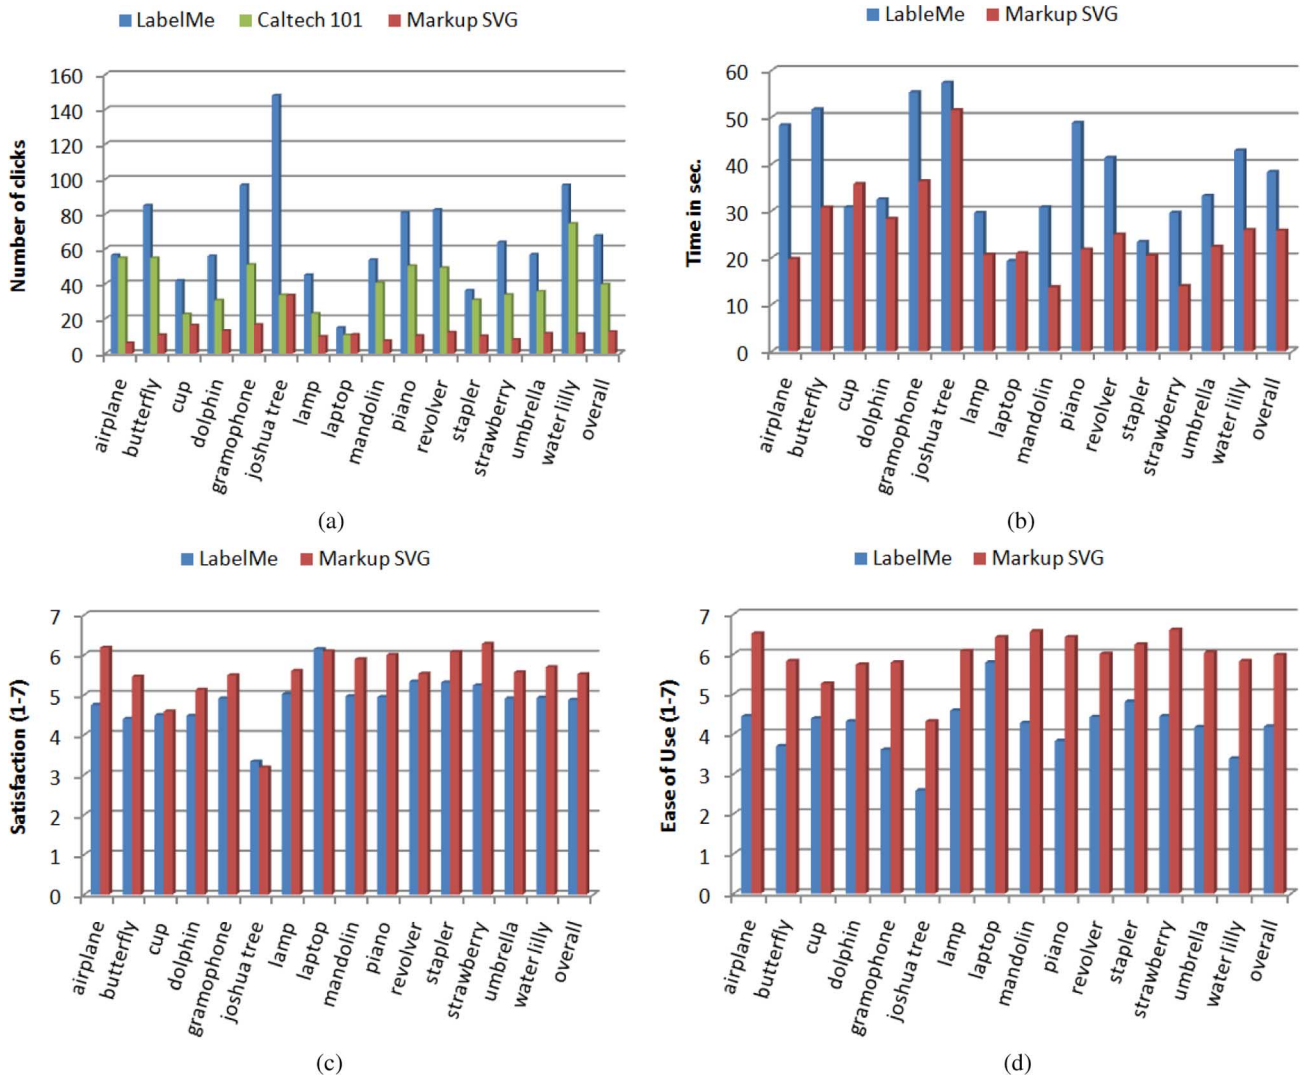 LabelMe Caltech 101 Markup SVG
Number of clicks
160
140
120
100
80
60
40
20
0
airplane butterfly cup dolphin gramophone joshua tree lamp laptop mandolin piano revolver stapler strawberry umbrella water lilly overall
(a)
LableMe Markup SVG
Time in sec.
60
50
40
30
20
10
0
airplane butterfly cup dolphin gramophone joshua tree lamp laptop mandolin piano revolver stapler strawberry umbrella water lilly overall
(b)
LabelMe Markup SVG
Satisfaction (1-7)
7
6
5
4
3
2
1
0
airplane butterfly cup dolphin gramophone joshua tree lamp laptop mandolin piano revolver stapler strawberry umbrella water lilly overall
(c)
LabelMe Markup SVG
Ease of Use (1-7)
7
6
5
4
3
2
1
0
airplane butterfly cup dolphin gramophone joshua tree lamp laptop mandolin piano revolver stapler strawberry umbrella water lilly overall
(d)